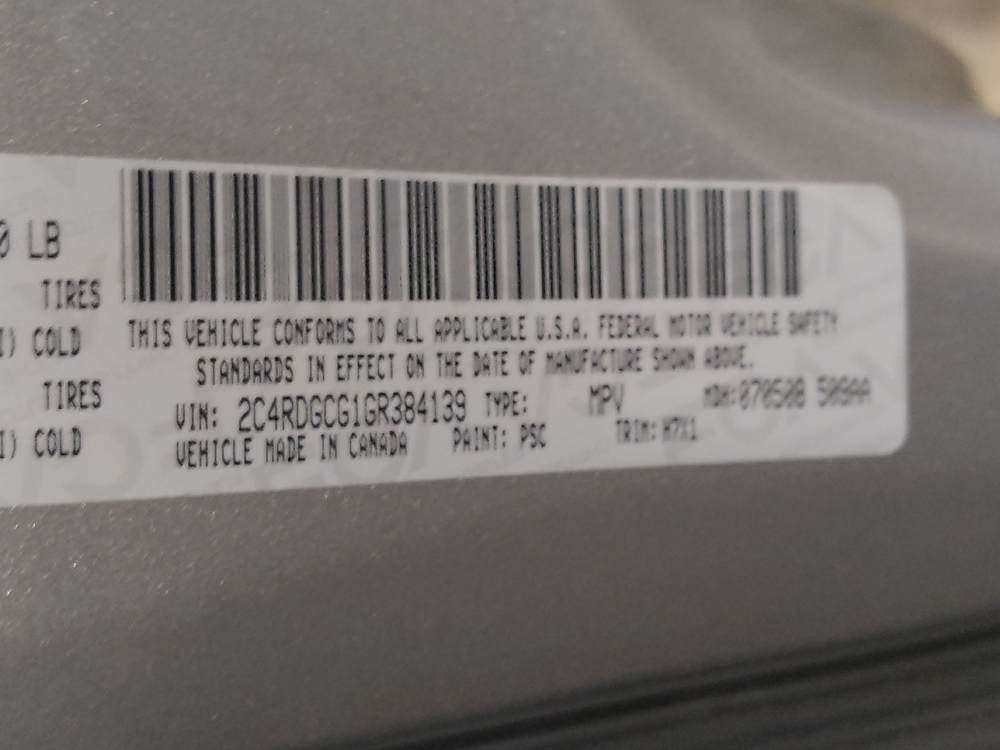 0 LB
TIRES
I) COLD
TIRES
I) COLD
THIS VEHICLE CONFORMS TO ALL APPLICABLE U.S.A. FEDERAL MOTOR VEHICLE SAFETY
STANDARDS IN EFFECT ON THE DATE OF MANUFACTURE SHOWN ABOVE.
VIN: 2C4RDGCG1GR384139 TYPE: MPV MDH:070508 509AA
VEHICLE MADE IN CANADA PAINT: PSC TRIM: H7X1